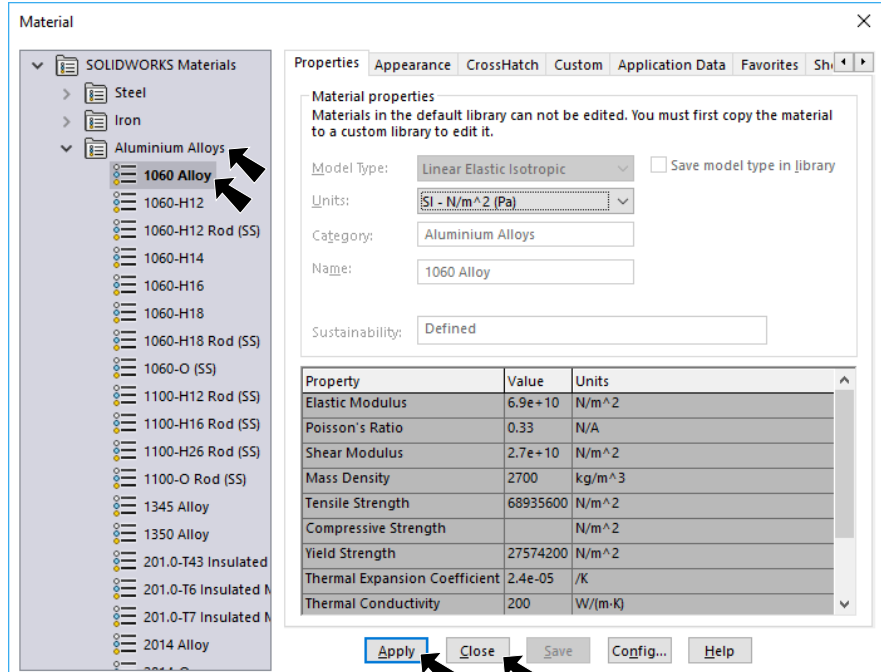 Material
SOLIDWORKS Materials
Steel
Iron
Aluminium Alloys
1060 Alloy
1060-H12
1060-H12 Rod (SS)
1060-H14
1060-H16
1060-H18
1060-H18 Rod (SS)
1060-O (SS)
1100-H12 Rod (SS)
1100-H16 Rod (SS)
1100-H26 Rod (SS)
1100-O Rod (SS)
1345 Alloy
1350 Alloy
201.0-T43 Insulated
201.0-T6 Insulated
201.0-T7 Insulated
2014 Alloy
Properties Appearance CrossHatch Custom Application Data Favorites
Material properties
Materials in the default library can not be edited. You must first copy the material
to a custom library to edit it.
Model Type: Linear Elastic Isotropic Save model type in library
Units: SI - N/m^2 (Pa)
Category: Aluminium Alloys
Name: 1060 Alloy
Sustainability: Defined
Property Value Units
Elastic Modulus 6.9e+10 N/m^2
Poisson's Ratio 0.33 N/A
Shear Modulus 2.7e+10 N/m^2
Mass Density 2700 kg/m^3
Tensile Strength 68935600 N/m^2
Compressive Strength N/m^2
Yield Strength 27574200 N/m^2
Thermal Expansion Coefficient 2.4e-05 /K
Thermal Conductivity 200 W/(m·K)
Apply Close Save Config... Help